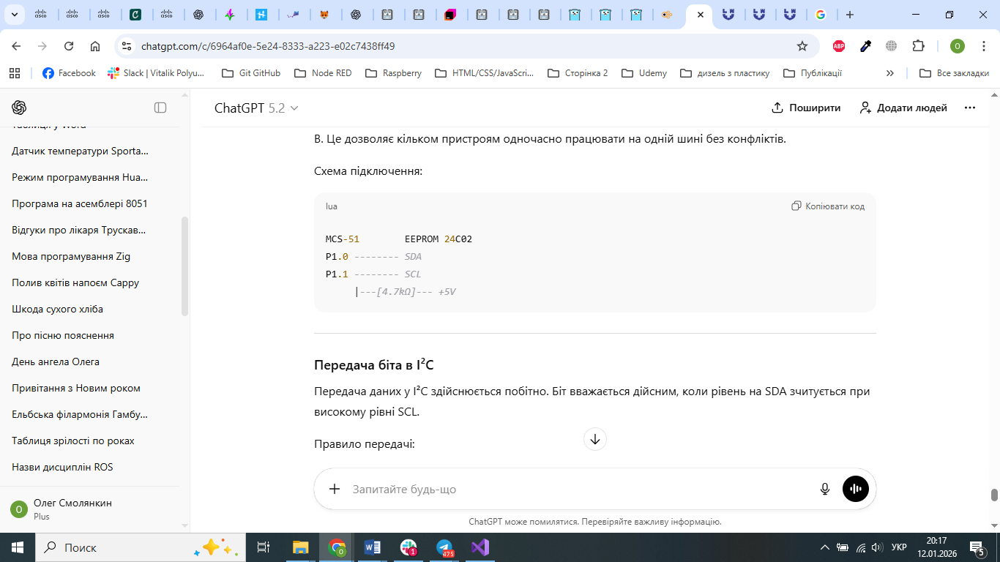 chatgpt.com/c/6964af0e-5e24-8333-a223-e02c7438ff49
ABP
O
Facebook
Slack | Vitalik Polyu...
Git GitHub
Node RED
Raspberry
HTML/CSS/JavaScri...
Сторінка 2
Udemy
дизель з пластику
Публікації
Все закладки
ChatGPT 5.2
Поширити
Додати людей
Датчик температури Sporta...
Режим програмування Hua...
Програма на асемблері 8051
Відгуки про лікаря Трускав...
Мова програмування Zig
Полив квітів напоєм Cappy
Шкода сухого хліба
Про пісню пояснення
День ангела Олега
Привітання з Новим роком
Ельбська філармонія Гамбу...
Таблиця зрілості по роках
Назви дисциплін ROS
О
Олег Смолянкин
Plus
В. Це дозволяє кільком пристроям одночасно працювати на одній шині без конфліктів.
Схема підключення:
lua
Копіювати код
MCS-51 EEPROM 24C02
P1.0 -------- SDA
P1.1 -------- SCL
|---[4.7kΩ]--- +5V
Передача біта в I²C
Передача даних у I²C здійснюється побітно. Біт вважається дійсним, коли рівень на SDA зчитується при
високому рівні SCL.
Правило передачі:
Запитайте будь-що
ChatGPT може помилятися. Перевіряйте важливу інформацію.
Поиск
1
475
УКР
20:17
12.01.2026
5